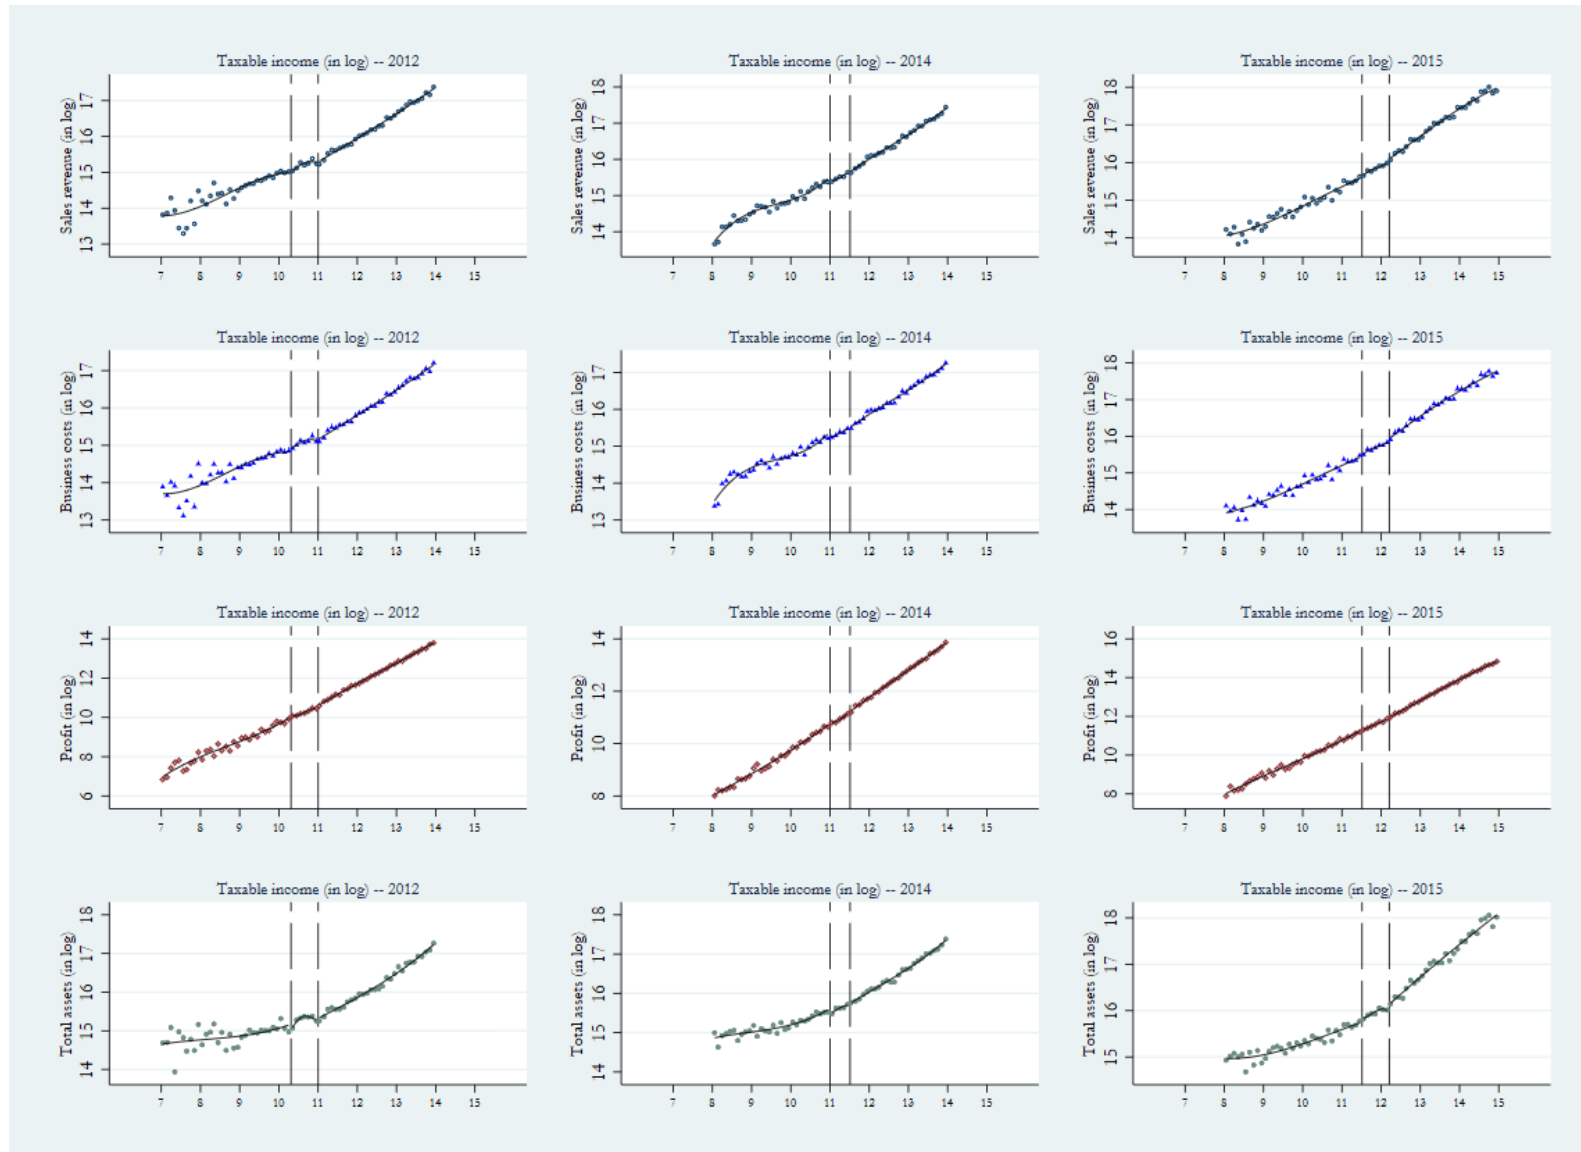 Taxable income (in log) -- 2012
Sales revenue (in log)
17
16
15
14
13
7 8 9 10 11 12 13 14 15
Taxable income (in log) -- 2014
Sales revenue (in log)
18
17
16
15
14
7 8 9 10 11 12 13 14 15
Taxable income (in log) -- 2015
Sales revenue (in log)
18
17
16
15
14
7 8 9 10 11 12 13 14 15
Taxable income (in log) -- 2012
Business costs (in log)
17
16
15
14
13
7 8 9 10 11 12 13 14 15
Taxable income (in log) -- 2014
Business costs (in log)
17
16
15
14
13
7 8 9 10 11 12 13 14 15
Taxable income (in log) -- 2015
Business costs (in log)
18
17
16
15
14
7 8 9 10 11 12 13 14 15
Taxable income (in log) -- 2012
Profit (in log)
14
12
10
8
6
7 8 9 10 11 12 13 14 15
Taxable income (in log) -- 2014
Profit (in log)
14
12
10
8
7 8 9 10 11 12 13 14 15
Taxable income (in log) -- 2015
Profit (in log)
16
14
12
10
8
7 8 9 10 11 12 13 14 15
Taxable income (in log) -- 2012
Total assets (in log)
18
17
16
15
14
7 8 9 10 11 12 13 14 15
Taxable income (in log) -- 2014
Total assets (in log)
18
17
16
15
14
7 8 9 10 11 12 13 14 15
Taxable income (in log) -- 2015
Total assets (in log)
18
17
16
15
7 8 9 10 11 12 13 14 15